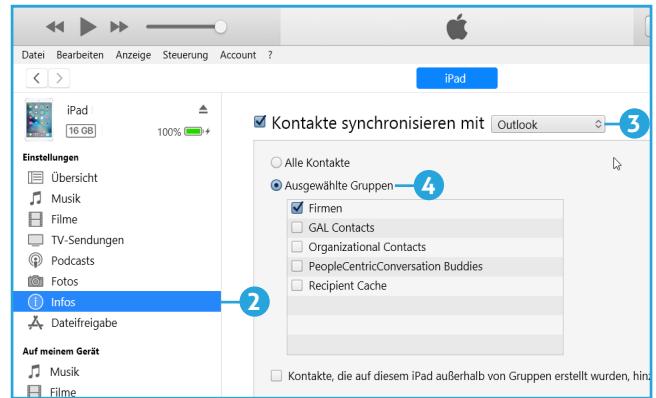 Datei Bearbeiten Anzeige Steuerung Account ?
iPad
iPad
16 GB
100%
Einstellungen
Übersicht
Musik
Filme
TV-Sendungen
Podcasts
Fotos
Infos
2
Dateifreigabe
Auf meinem Gerät
Musik
Filme
Kontakte synchronisieren mit Outlook 3
Alle Kontakte
Ausgewählte Gruppen 4
Firmen
GAL Contacts
Organizational Contacts
PeopleCentricConversation Buddies
Recipient Cache
Kontakte, die auf diesem iPad außerhalb von Gruppen erstellt wurden, hin